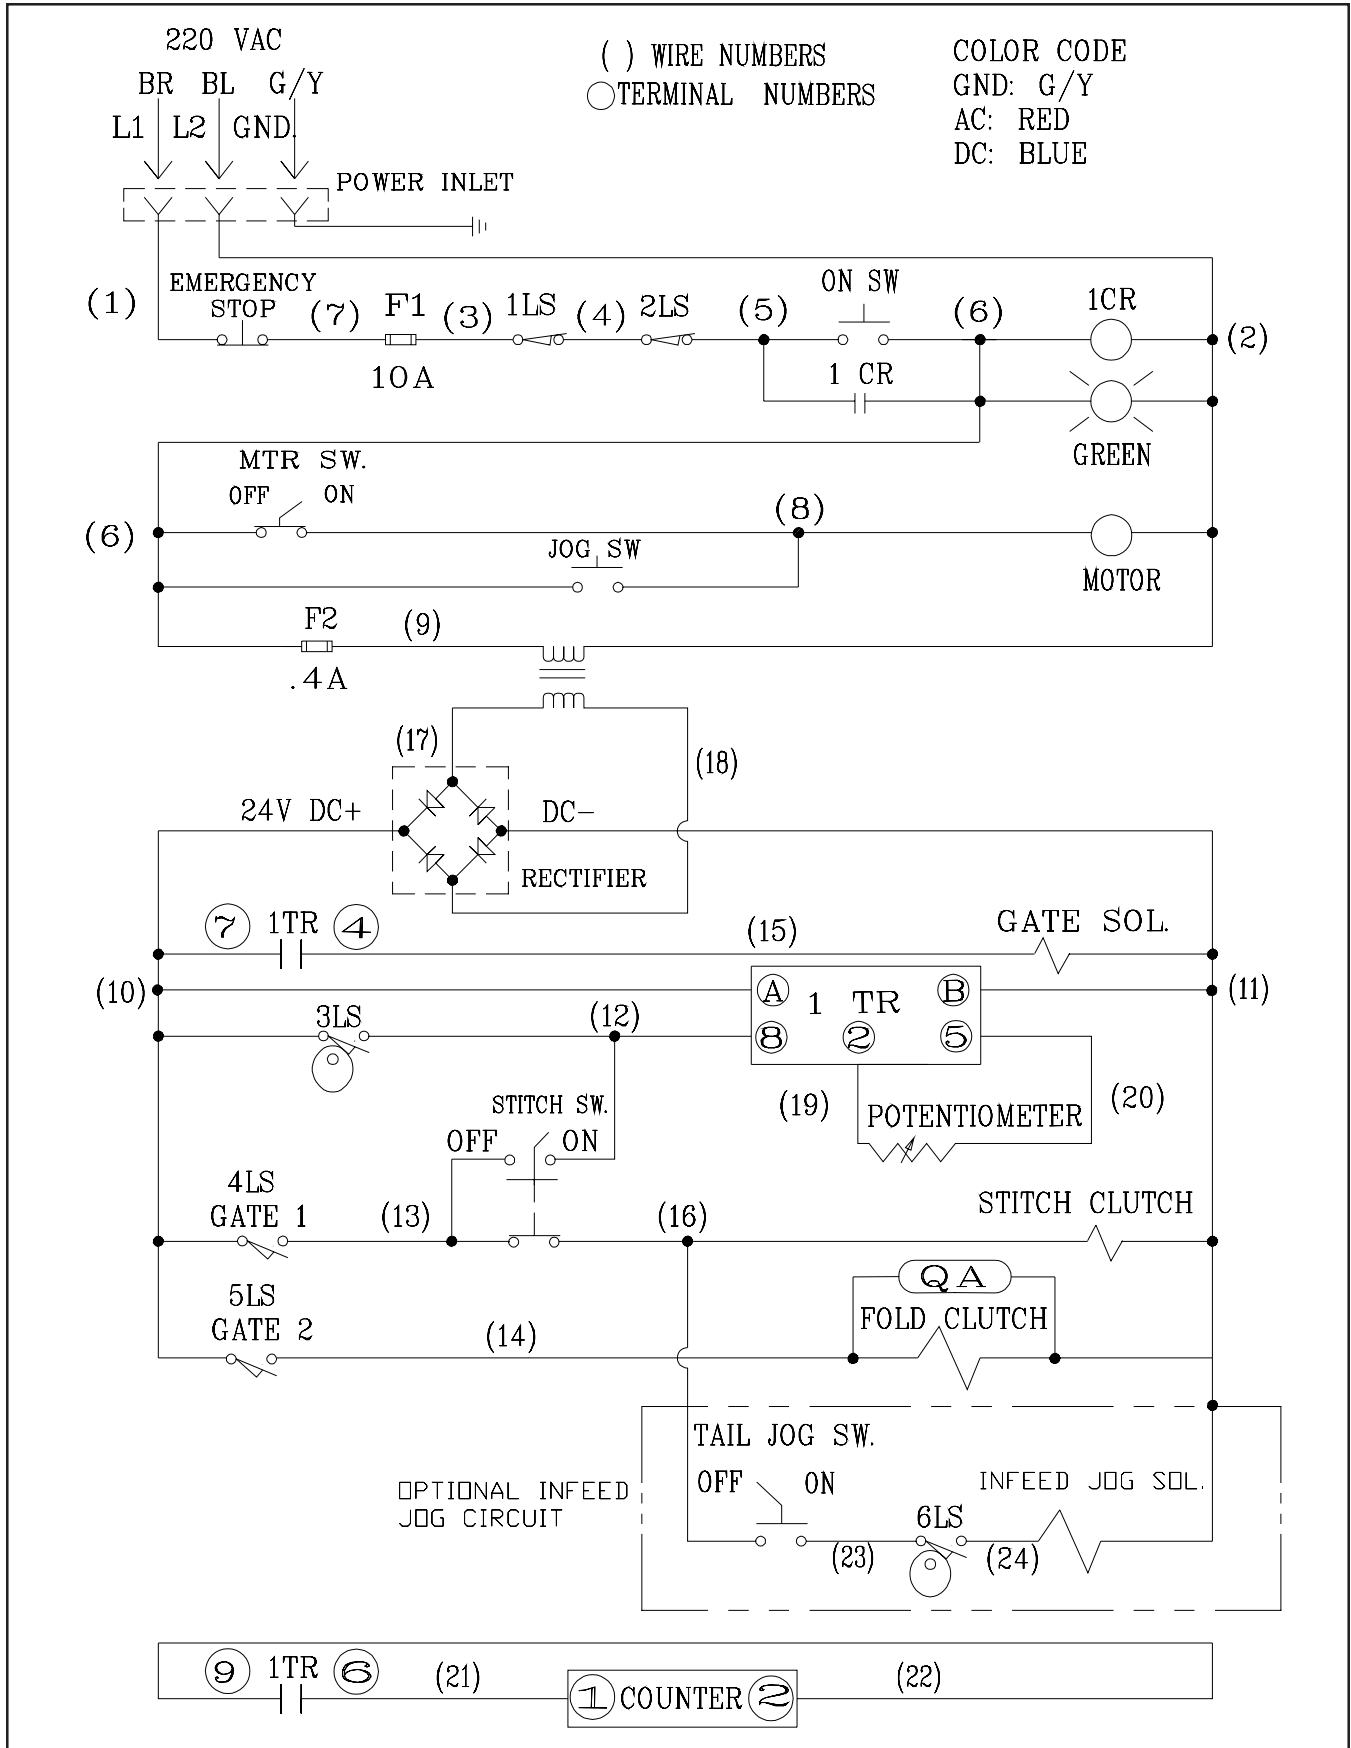 220 VAC
BR BL G/Y
L1 L2 GND.
( ) WIRE NUMBERS
TERMINAL NUMBERS
COLOR CODE
GND: G/Y
AC: RED
DC: BLUE
POWER INLET
(1)
EMERGENCY
STOP
(7)
F1
10A
(3)
1LS
(4)
2LS
(5)
ON SW
1 CR
(6)
1CR
(2)
GREEN
MTR SW.
OFF ON
(6)
(8)
JOG SW
MOTOR
F2
.4A
(9)
(17)
(18)
24V DC+
DC-
RECTIFIER
7 1TR 4
(15)
GATE SOL.
(10)
A 1 TR B
8 2 5
(11)
3LS
(12)
(19)
(20)
POTENTIOMETER
STITCH SW.
OFF ON
4LS
GATE 1
(13)
(16)
STITCH CLUTCH
5LS
GATE 2
(14)
QA
FOLD CLUTCH
OPTIONAL INFEED
JOG CIRCUIT
TAIL JOG SW.
OFF ON
(23)
6LS
(24)
INFEED JOG SOL.
9 1TR 6
(21)
1 COUNTER 2
(22)